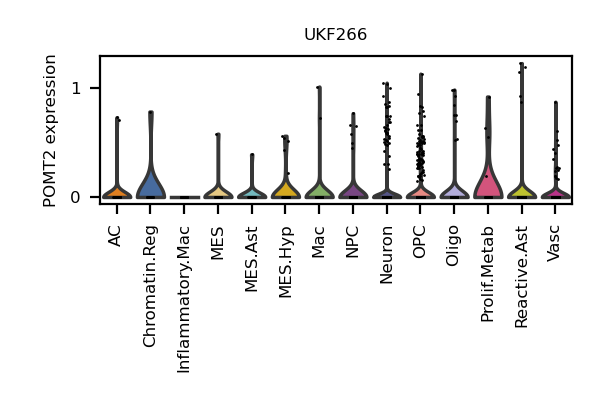 UKF266
POMT2 expression
1
0
AC
Chromatin.Reg
Inflammatory.Mac
MES
MES.Ast
MES.Hyp
Mac
NPC
Neuron
OPC
Oligo
Prolif.Metab
Reactive.Ast
Vasc